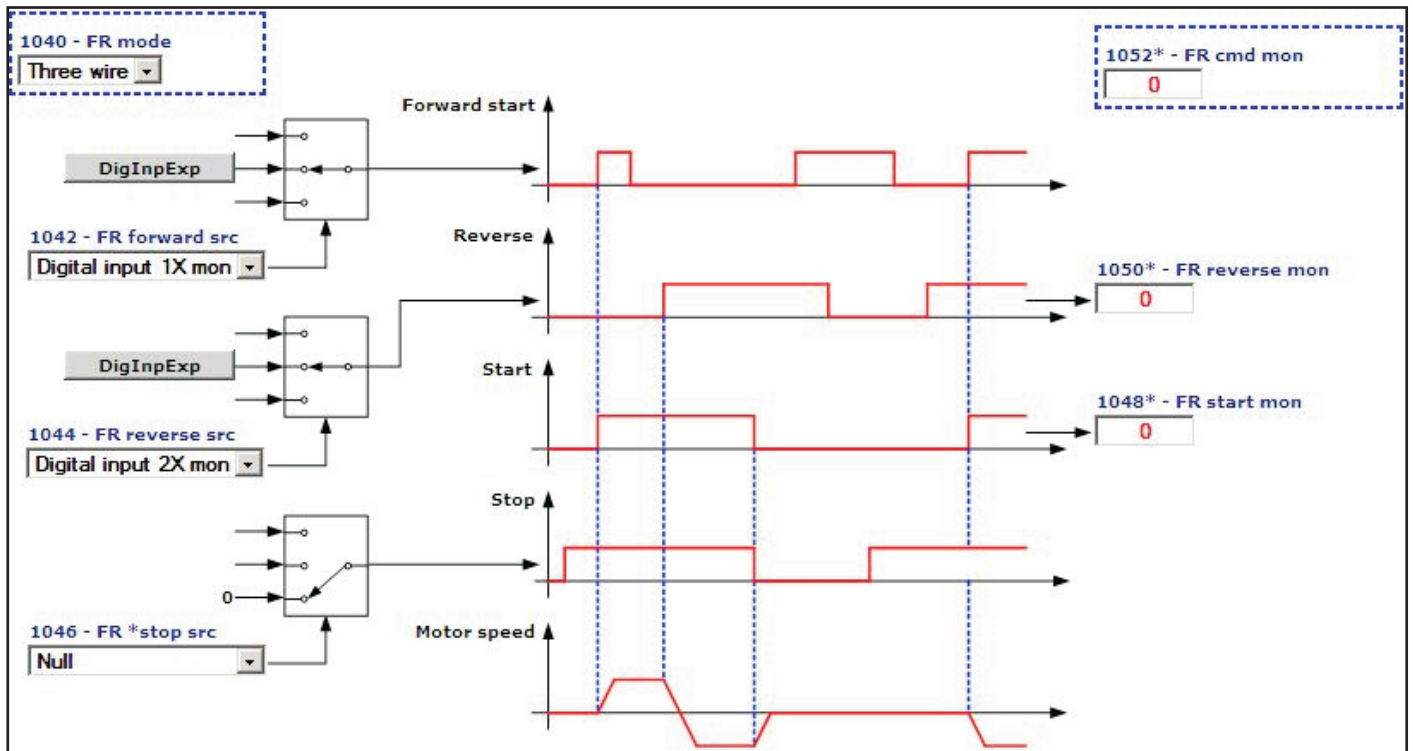 1040 - FR mode
Three wire
1052* - FR cmd mon
0
Forward start
DigInpExp
1042 - FR forward src
Digital input 1X mon
Reverse
1050* - FR reverse mon
0
DigInpExp
Start
1048* - FR start mon
0
1044 - FR reverse src
Digital input 2X mon
Stop
0
1046 - FR *stop src
Null
Motor speed